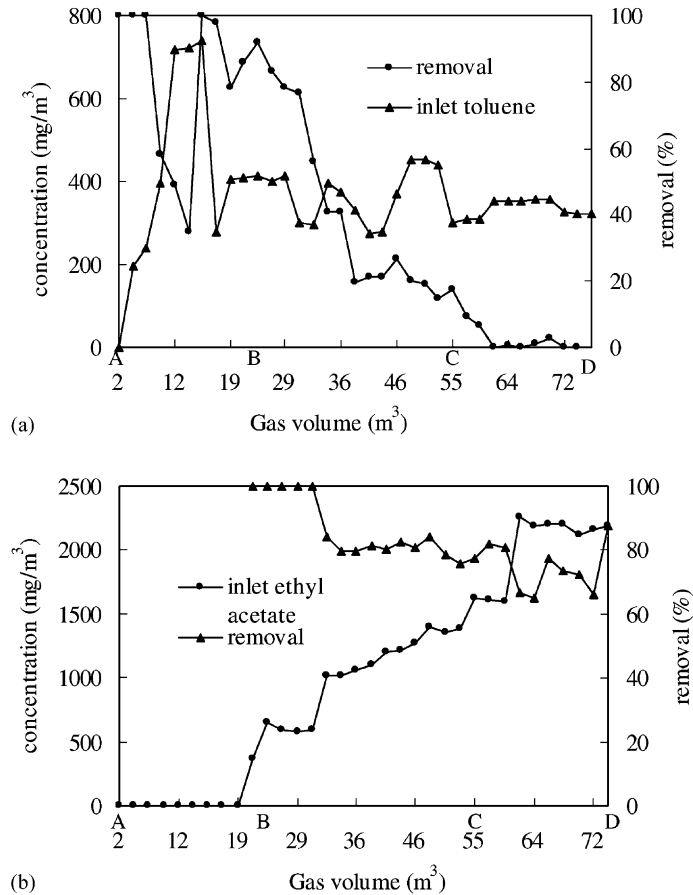 800
600
400
200
0
concentration (mg/m³)
removal
inlet toluene
100
80
60
40
20
0
removal (%)
A B C D
2 12 19 29 36 46 55 64 72
Gas volume (m³)
(a)
2500
2000
1500
1000
500
0
concentration (mg/m³)
inlet ethyl
acetate
removal
100
80
60
40
20
0
removal (%)
A B C D
2 12 19 29 36 46 55 64 72
Gas volume (m³)
(b)